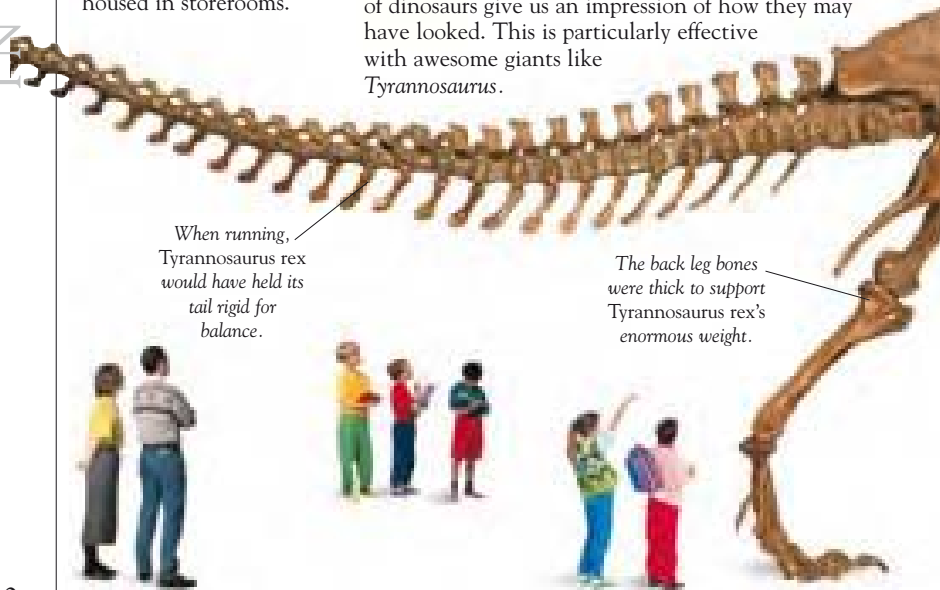 housed in storerooms.
of dinosaurs give us an impression of how they may
have looked. This is particularly effective
with awesome giants like
Tyrannosaurus.
When running,
Tyrannosaurus rex
would have held its
tail rigid for
balance.
The back leg bones
were thick to support
Tyrannosaurus rex's
enormous weight.